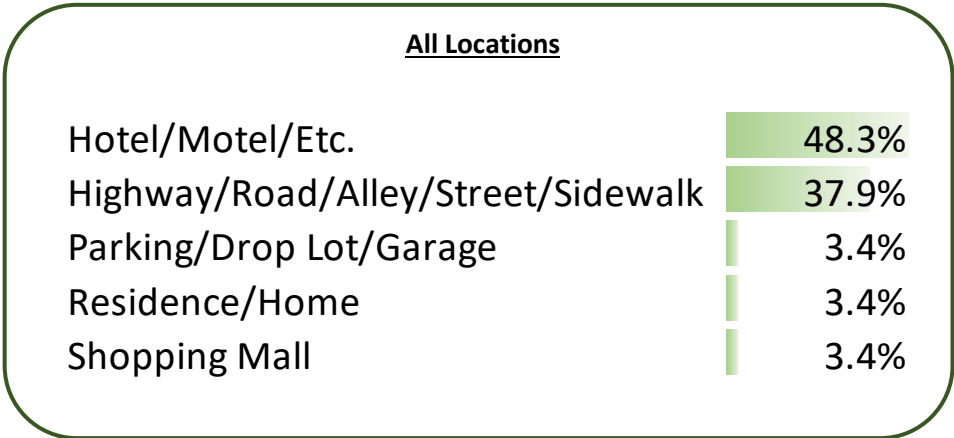 All Locations
Hotel/Motel/Etc. 48.3%
Highway/Road/Alley/Street/Sidewalk 37.9%
Parking/Drop Lot/Garage 3.4%
Residence/Home 3.4%
Shopping Mall 3.4%